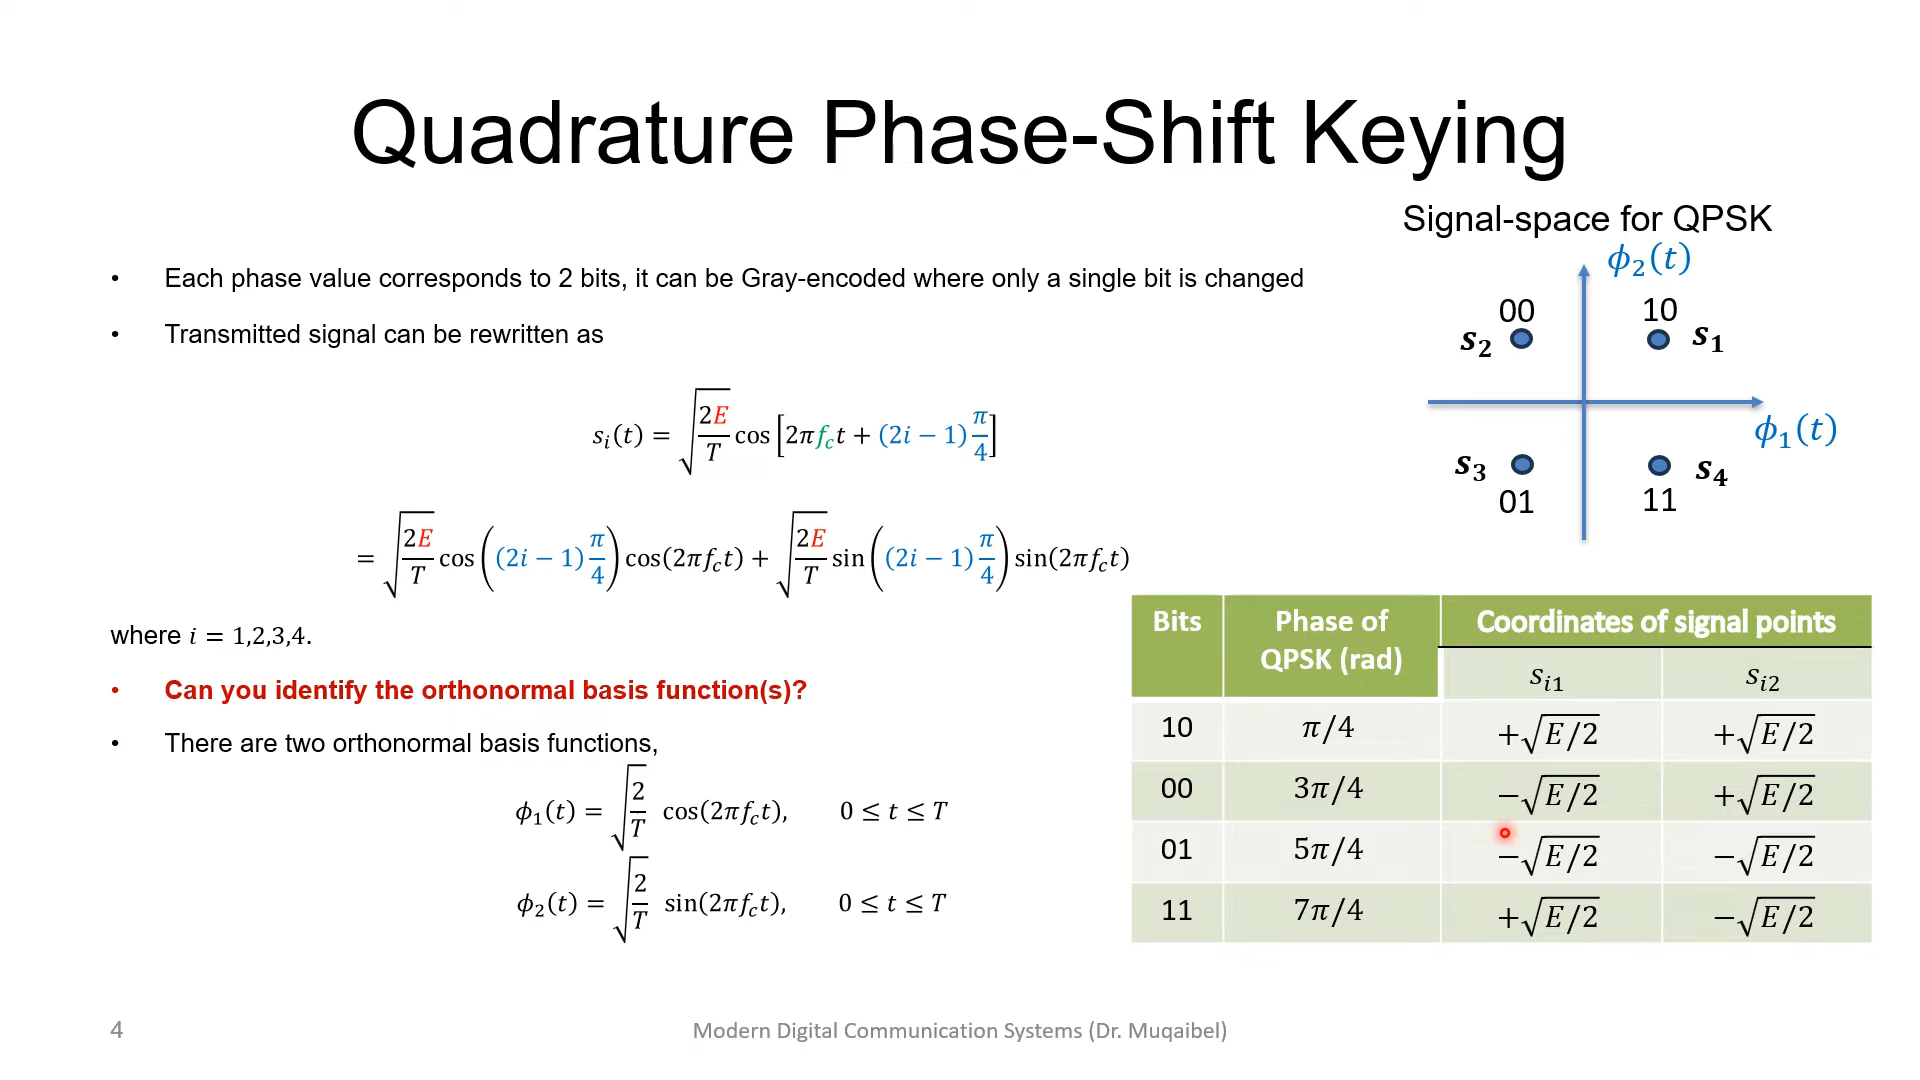 Quadrature Phase-Shift Keying
• Each phase value corresponds to 2 bits, it can be Gray-encoded where only a single bit is changed
• Transmitted signal can be rewritten as
sᵢ(t) = √(2E/T) cos[2πf_c t + (2i − 1) π/4]
= √(2E/T) cos((2i − 1) π/4) cos(2πf_c t) + √(2E/T) sin((2i − 1) π/4) sin(2πf_c t)
where i = 1,2,3,4.
• Can you identify the orthonormal basis function(s)?
• There are two orthonormal basis functions,
ϕ₁(t) = √(2/T) cos(2πf_c t), 0 ≤ t ≤ T
ϕ₂(t) = √(2/T) sin(2πf_c t), 0 ≤ t ≤ T
Signal-space for QPSK
ϕ₂(t)
00 10
s₂ s₁
ϕ₁(t)
s₃ s₄
01 11
Bits Phase of QPSK (rad) Coordinates of signal points
sᵢ₁ sᵢ₂
10 π/4 +√(E/2) +√(E/2)
00 3π/4 −√(E/2) +√(E/2)
01 5π/4 −√(E/2) −√(E/2)
11 7π/4 +√(E/2) −√(E/2)
4 Modern Digital Communication Systems (Dr. Muqaibel)